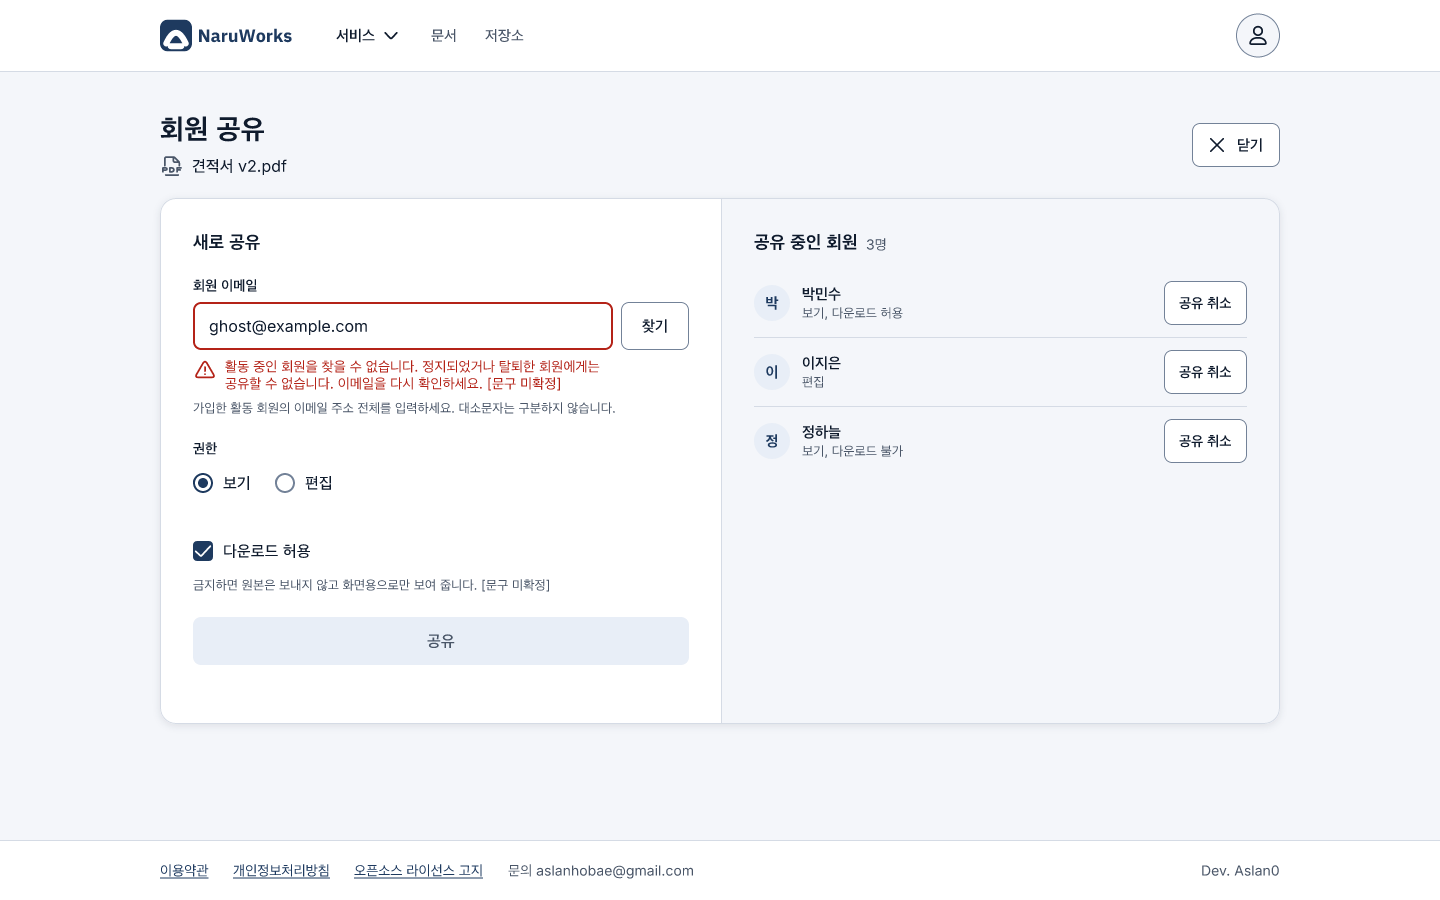 NaruWorks
서비스
문서
저장소
회원 공유
닫기
PDF
견적서 v2.pdf
새로 공유
회원 이메일
ghost@example.com
찾기
활동 중인 회원을 찾을 수 없습니다. 정지되었거나 탈퇴한 회원에게는
공유할 수 없습니다. 이메일을 다시 확인하세요. [문구 미확정]
가입한 활동 회원의 이메일 주소 전체를 입력하세요. 대소문자는 구분하지 않습니다.
권한
보기
편집
다운로드 허용
금지하면 원본은 보내지 않고 화면용으로만 보여 줍니다. [문구 미확정]
공유
공유 중인 회원 3명
박
박민수
보기, 다운로드 허용
공유 취소
이
이지은
편집
공유 취소
정
정하늘
보기, 다운로드 불가
공유 취소
이용약관
개인정보처리방침
오픈소스 라이선스 고지
문의 aslanhobae@gmail.com
Dev. Aslan0